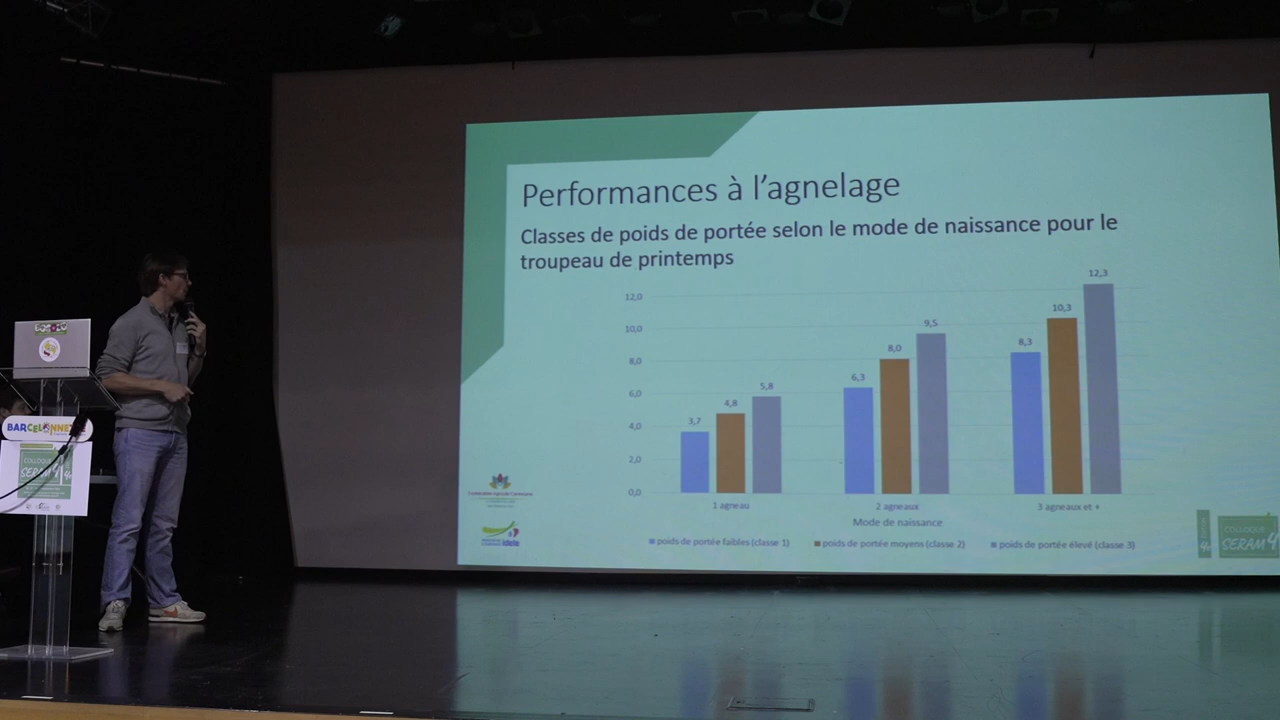 Performances à l'agnelage
Classes de poids de portée selon le mode de naissance pour le
troupeau de printemps
12,0
10,0
8,0
6,0
4,0
2,0
0,0
3,7
4,8
5,8
6,3
8,0
9,5
8,3
10,3
12,3
1 agneau
2 agneaux
3 agneaux et +
Mode de naissance
poids de portée faibles (classe 1)
poids de portée moyens (classe 2)
poids de portée élevé (classe 3)
COLLOQUE
SERAM 4
BARCELONNETTE
COLLOQUE
SERAM 4